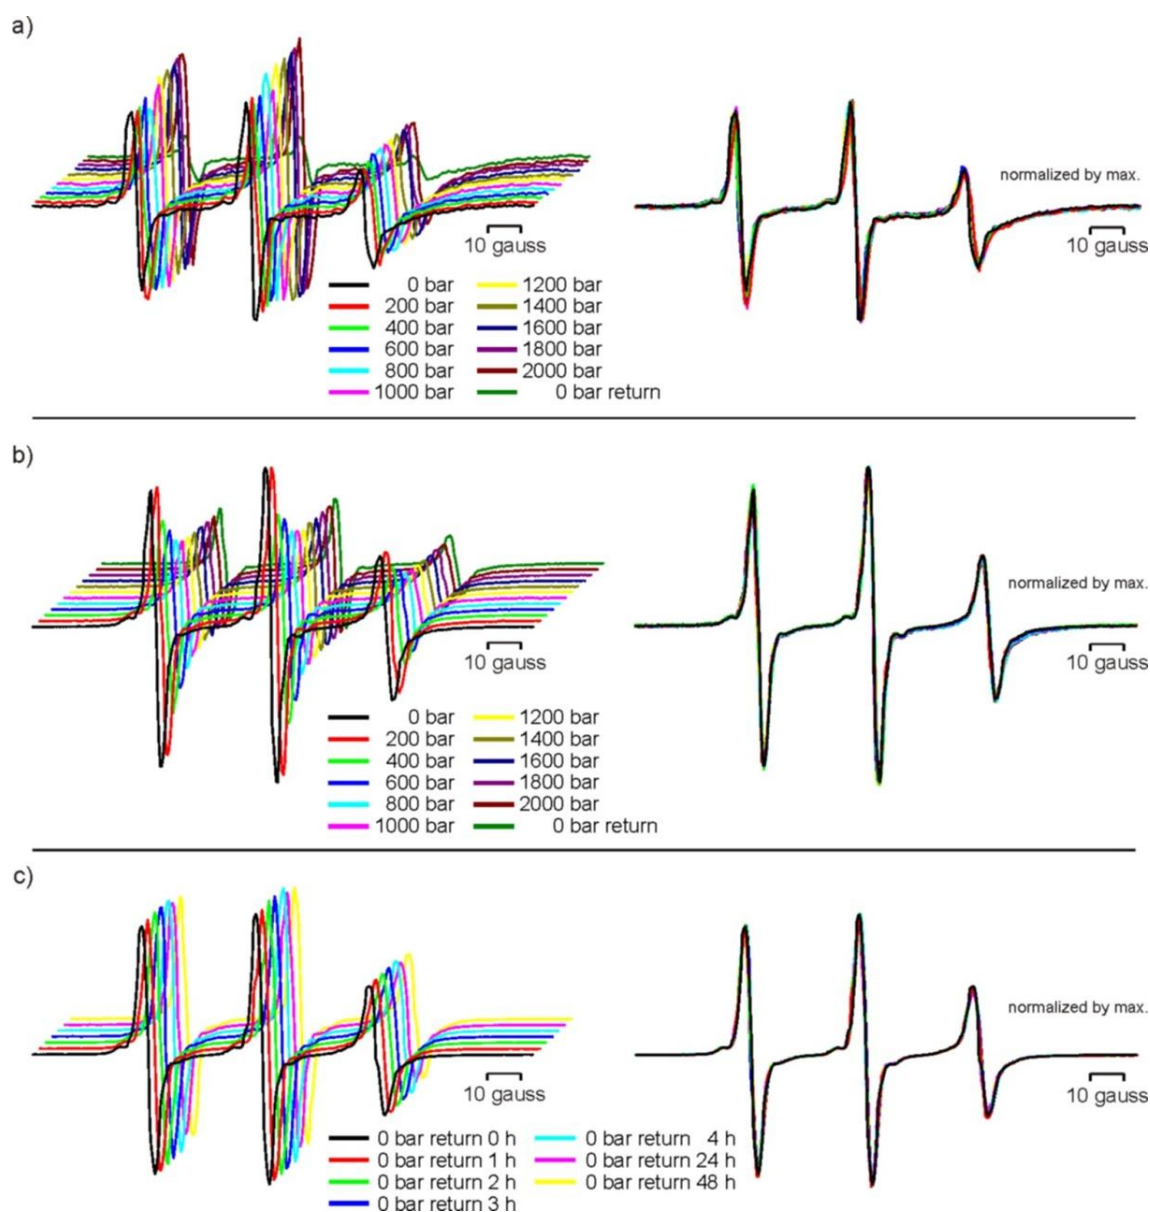 a)
normalized by max.
10 gauss
10 gauss
0 bar
1200 bar
200 bar
1400 bar
400 bar
1600 bar
600 bar
1800 bar
800 bar
2000 bar
1000 bar
0 bar return
b)
normalized by max.
10 gauss
10 gauss
0 bar
1200 bar
200 bar
1400 bar
400 bar
1600 bar
600 bar
1800 bar
800 bar
2000 bar
1000 bar
0 bar return
c)
normalized by max.
10 gauss
10 gauss
0 bar return 0 h
0 bar return 4 h
0 bar return 1 h
0 bar return 24 h
0 bar return 2 h
0 bar return 48 h
0 bar return 3 h